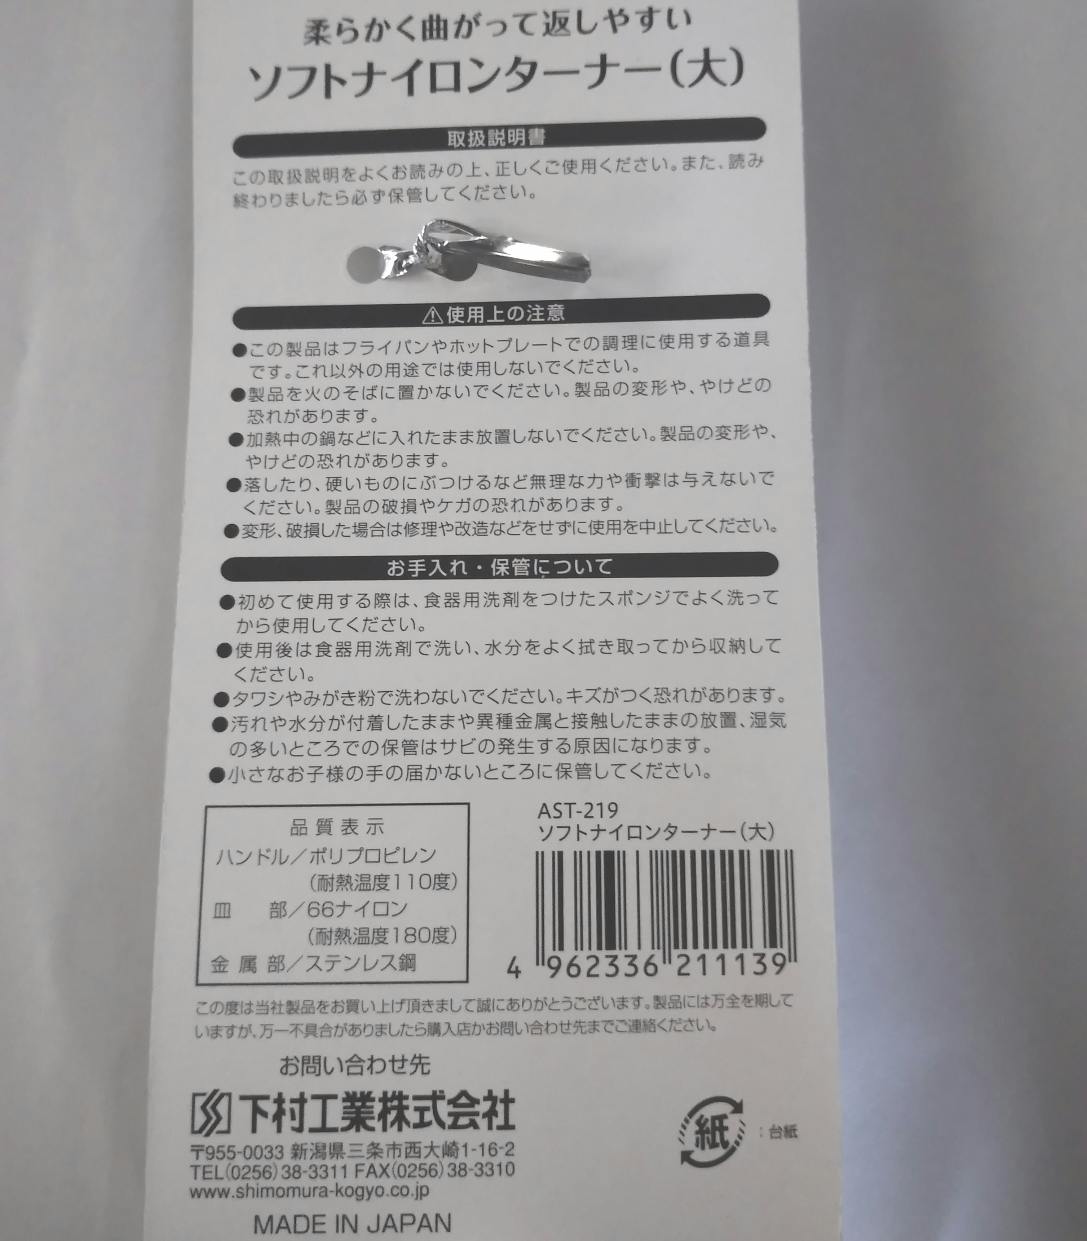 柔らかく曲がって返しやすい
ソフトナイロンターナー（大）
取扱説明書
この取扱説明をよくお読みの上、正しくご使用ください。また、読み
終わりましたら必ず保管してください。
⚠使用上の注意
●この製品はフライパンやホットプレートでの調理に使用する道具
です。これ以外の用途では使用しないでください。
●製品を火のそばに置かないでください。製品の変形や、やけどの
恐れがあります。
●加熱中の鍋などに入れたまま放置しないでください。製品の変形や、
やけどの恐れがあります。
●落したり、硬いものにぶつけるなど無理な力や衝撃は与えないで
ください。製品の破損やケガの恐れがあります。
●変形、破損した場合は修理や改造などをせずに使用を中止してください。
お手入れ・保管について
●初めて使用する際は、食器用洗剤をつけたスポンジでよく洗って
から使用してください。
●使用後は食器用洗剤で洗い、水分をよく拭き取ってから収納して
ください。
●タワシやみがき粉で洗わないでください。キズがつく恐れがあります。
●汚れや水分が付着したままや異種金属と接触したままの放置、湿気
の多いところでの保管はサビの発生する原因になります。
●小さなお子様の手の届かないところに保管してください。
品質表示
ハンドル／ポリプロピレン
（耐熱温度110度）
皿 部／66ナイロン
（耐熱温度180度）
金属部／ステンレス鋼
AST-219
ソフトナイロンターナー（大）
4 962336 211139
この度は当社製品をお買い上げ頂きまして誠にありがとうございます。製品には万全を期して
いますが、万一不具合がありましたら購入店かお問い合わせ先までご連絡ください。
お問い合わせ先
下村工業株式会社
〒955-0033 新潟県三条市西大崎1-16-2
TEL(0256)38-3311 FAX(0256)38-3310
www.shimomura-kogyo.co.jp
MADE IN JAPAN
紙
：台紙